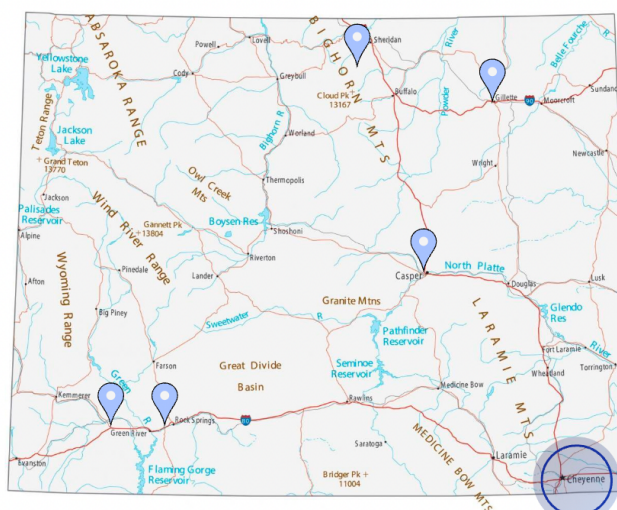 ABSAROKA RANGE
BIGHORN MTS
Lovell
Powell
Sheridan
River
Belle Fourche
R
Yellowstone
Lake
Cody
Greybull
Buffalo
Powder
Cloud Pk +
13167
Gillette
90
Moorcroft
Sundance
Teton Range
Jackson
Lake
+ Grand Teton
13770
Bighorn R
Worland
Wright
Newcastle
Owl Creek
Mts
Thermopolis
Jackson
Palisades
Reservoir
Alpine
Wind River Range
Gannett Pk
+13804
Boysen Res
Shoshoni
Riverton
Wyoming Range
Afton
Pinedale
Lander
Casper
North Platte
Douglas
Lusk
Big Piney
Sweetwater
R
Granite Mtns
LARAMIE MTS
Glendo
Res
Pathfinder
Reservoir
River
Fort Laramie
Torrington
Wheatland
Farson
Great Divide
Basin
Seminoe
Reservoir
Green
R
Kemmerer
Rawlins
Medicine Bow
Green River
Rock Springs
80
Saratoga
MEDICINE BOW MTS
Laramie
Evanston
Flaming Gorge
Reservoir
Bridger Pk +
11004
Cheyenne